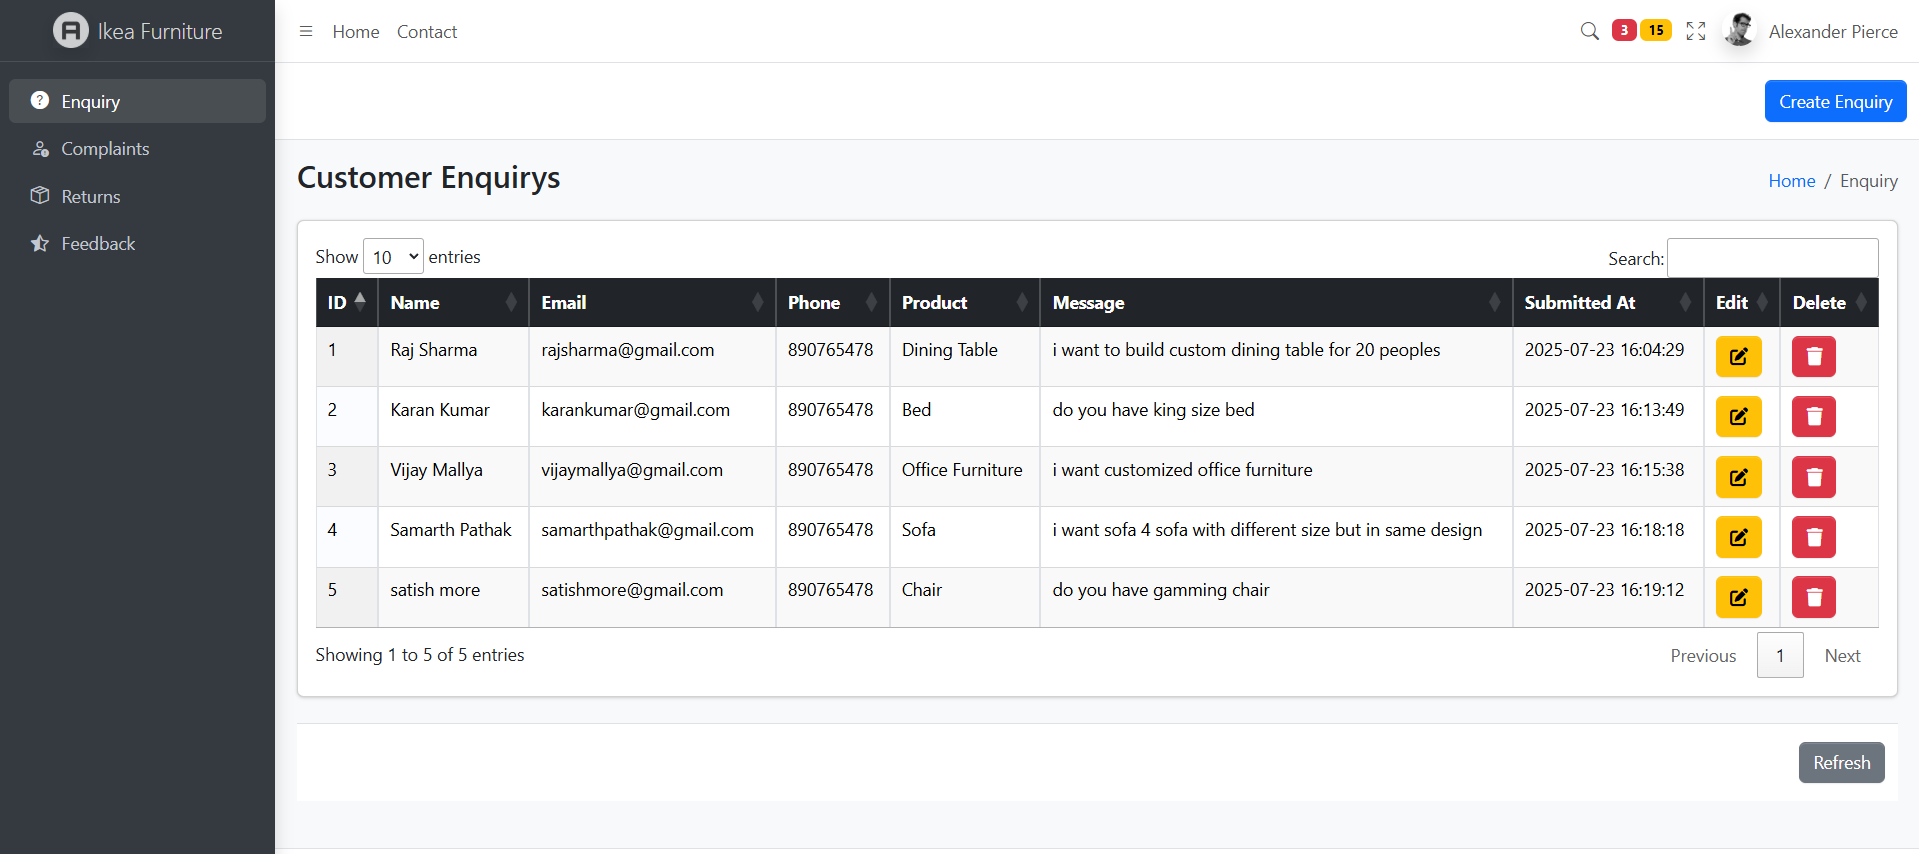 Ikea Furniture
Home Contact
3 15 Alexander Pierce
Enquiry
Complaints
Returns
Feedback
Create Enquiry
Customer Enquirys
Home / Enquiry
Show 10 entries
Search:
ID Name Email Phone Product Message Submitted At Edit Delete
1 Raj Sharma rajsharma@gmail.com 890765478 Dining Table i want to build custom dining table for 20 peoples 2025-07-23 16:04:29
2 Karan Kumar karankumar@gmail.com 890765478 Bed do you have king size bed 2025-07-23 16:13:49
3 Vijay Mallya vijaymallya@gmail.com 890765478 Office Furniture i want customized office furniture 2025-07-23 16:15:38
4 Samarth Pathak samarthpathak@gmail.com 890765478 Sofa i want sofa 4 sofa with different size but in same design 2025-07-23 16:18:18
5 satish more satishmore@gmail.com 890765478 Chair do you have gamming chair 2025-07-23 16:19:12
Showing 1 to 5 of 5 entries
Previous 1 Next
Refresh